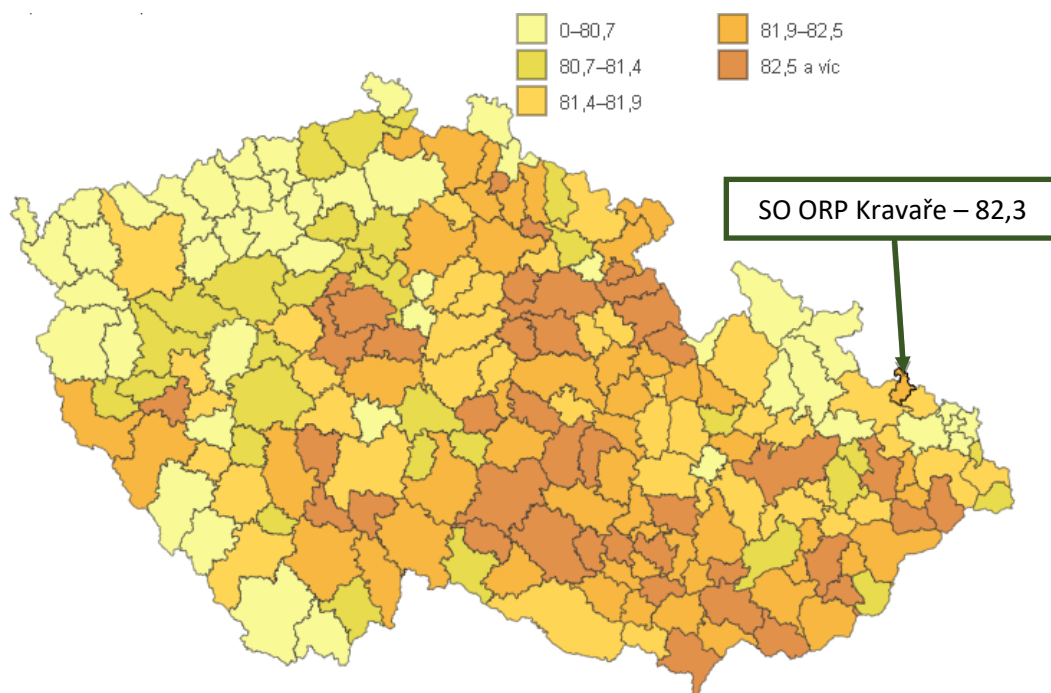 0–80,7
80,7–81,4
81,4–81,9
81,9–82,5
82,5 a víc
SO ORP Kravaře – 82,3